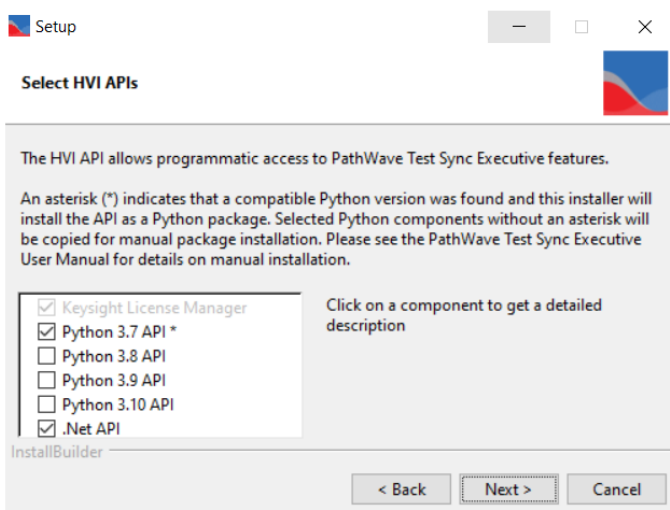 Setup
Select HVI APIs
The HVI API allows programmatic access to PathWave Test Sync Executive features.
An asterisk (*) indicates that a compatible Python version was found and this installer will
install the API as a Python package. Selected Python components without an asterisk will
be copied for manual package installation. Please see the PathWave Test Sync Executive
User Manual for details on manual installation.
Keysight License Manager
Python 3.7 API *
Python 3.8 API
Python 3.9 API
Python 3.10 API
.Net API
Click on a component to get a detailed
description
InstallBuilder
< Back
Next >
Cancel